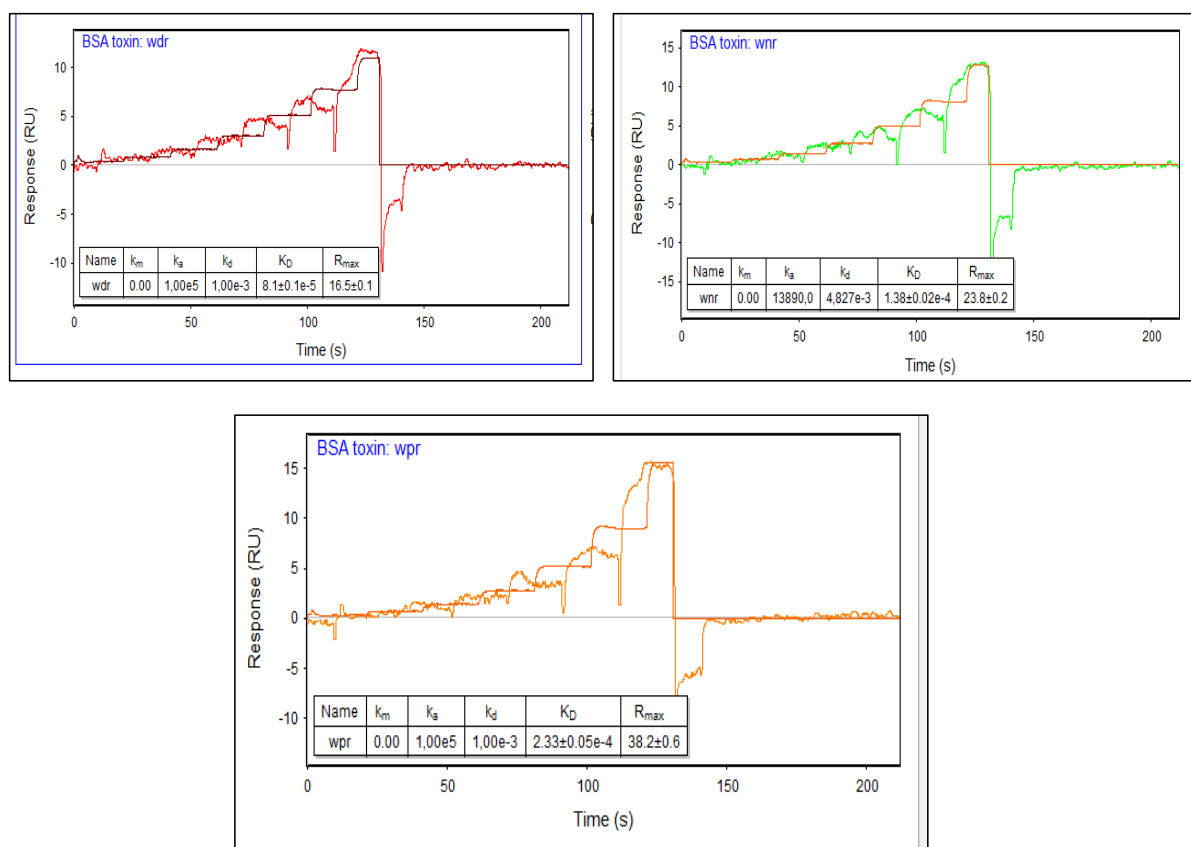 BSA toxin: wdr
Response (RU)
10
5
0
-5
-10
Name km ka kd KD Rmax
wdr 0.00 1,00e5 1,00e-3 8.1±0.1e-5 16.5±0.1
0 50 100 150 200
Time (s)
BSA toxin: wnr
Response (RU)
15
10
5
0
-5
-10
-15
Name km ka kd KD Rmax
wnr 0.00 13890,0 4,827e-3 1.38±0.02e-4 23.8±0.2
0 50 100 150 200
Time (s)
BSA toxin: wpr
Response (RU)
15
10
5
0
-5
-10
Name km ka kd KD Rmax
wpr 0.00 1,00e5 1,00e-3 2.33±0.05e-4 38.2±0.6
0 50 100 150 200
Time (s)